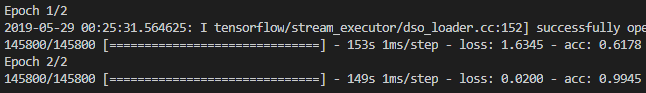 Epoch 1/2
2019-05-29 00:25:31.564625: I tensorflow/stream_executor/dso_loader.cc:152] successfully ope
145800/145800 [==============================] - 153s 1ms/step - loss: 1.6345 - acc: 0.6178
Epoch 2/2
145800/145800 [==============================] - 149s 1ms/step - loss: 0.0200 - acc: 0.9945